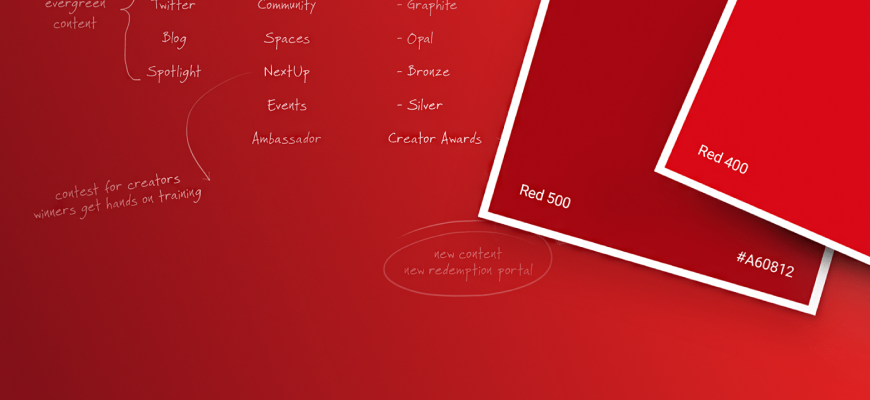 evergreen
content
Twitter
Blog
Spotlight
Community
Spaces
NextUp
Events
Ambassador
- Graphite
- Opal
- Bronze
- Silver
Creator Awards
contest for creators
winners get hands on training
new content
new redemption portal
Red 500
#A60812
Red 400